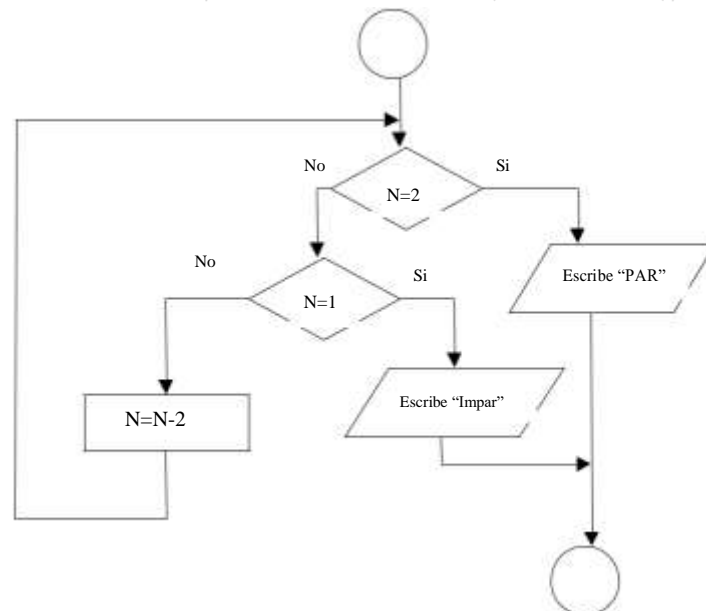 No
Si
N=2
No
Si
Escribe “PAR”
N=1
Escribe “Impar”
N=N-2